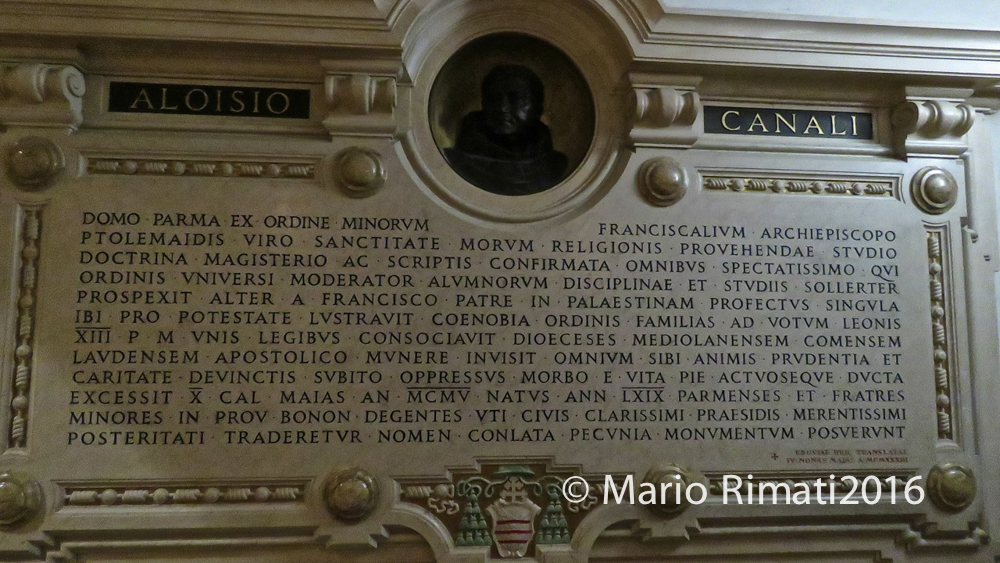 ALOISIO
CANALI
DOMO · PARMA EX · ORDINE · MINORVM FRANCISCALIVM ARCHIEPISCOPO
PTOLEMAIDIS · VIRO · SANCTITATE · MORVM · RELIGIONIS · PROVEHENDAE · STVDIO
DOCTRINA · MAGISTERIO · AC · SCRIPTIS · CONFIRMATA · OMNIBVS · SPECTATISSIMO · QVI
ORDINIS · VNIVERSI · MODERATOR · ALVMNORVM · DISCIPLINAE · ET · STVDIIS · SOLLERTER
PROSPEXIT · ALTER · A · FRANCISCO · PATRE · IN · PALAESTINAM · PROFECTVS · SINGVLA
IBI · PRO · POTESTATE · LVSTRAVIT · COENOBIA · ORDINIS · FAMILIAS · AD · VOTVM · LEONIS
XIII · P · M · VNIS · LEGIBVS · CONSOCIAVIT · DIOECESES · MEDIOLANENSEM · COMENSEM
LAVDENSEM · APOSTOLICO · MVNERE · INVISIT · OMNIVM · SIBI · ANIMIS · PRVDENTIA · ET
CARITATE · DEVINCTIS · SVBITO · OPPRESSVS · MORBO · E · VITA · PIE · ACTVOSEQVE · DVCTA
EXCESSIT · X · CAL · MAIAS · AN · MCMV · NATVS · ANN · LXIX · PARMENSES · ET · FRATRES
MINORES · IN · PROV · BONON · DEGENTES · VTI · CIVIS · CLARISSIMI · PRAESIDIS · MERENTISSIMI
POSTERITATI · TRADERETVR · NOMEN · CONLATA · PECVNIA · MONVMENTVM · POSVERVNT
EXUVIAE TRANSLATAE
© Mario Rimati2016